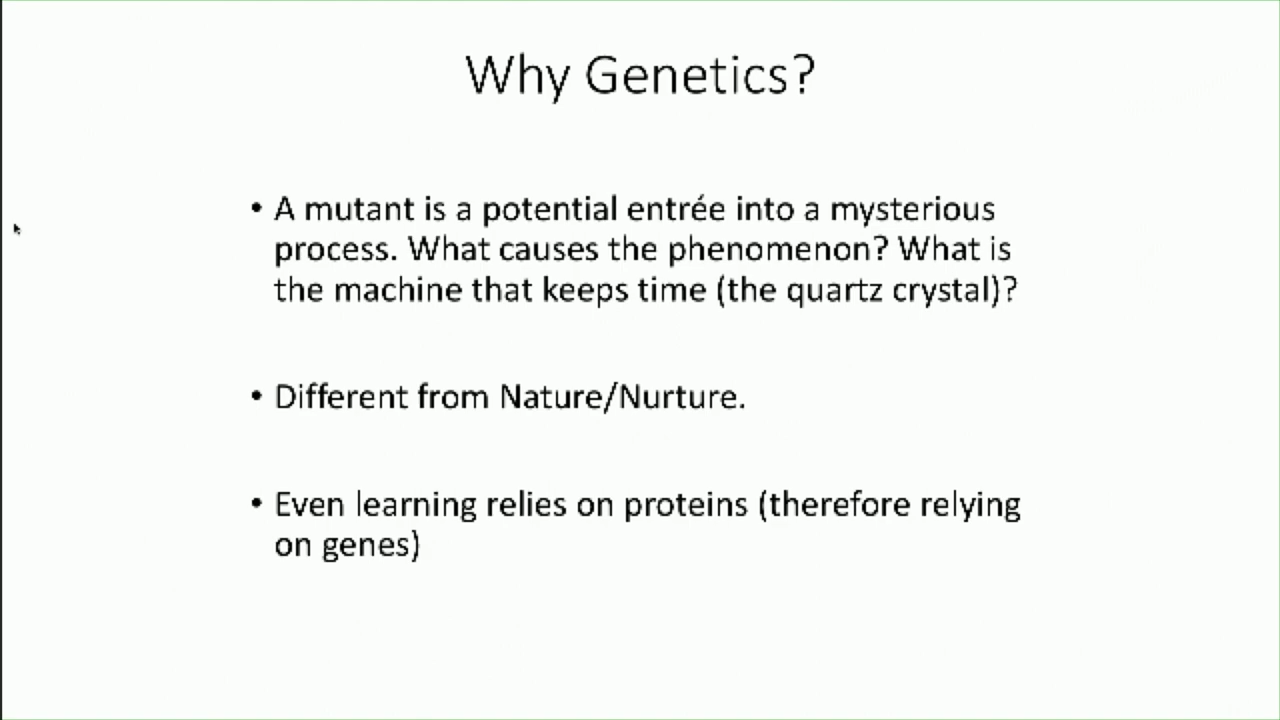 Why Genetics?
• A mutant is a potential entrée into a mysterious
process. What causes the phenomenon? What is
the machine that keeps time (the quartz crystal)?
• Different from Nature/Nurture.
• Even learning relies on proteins (therefore relying
on genes)